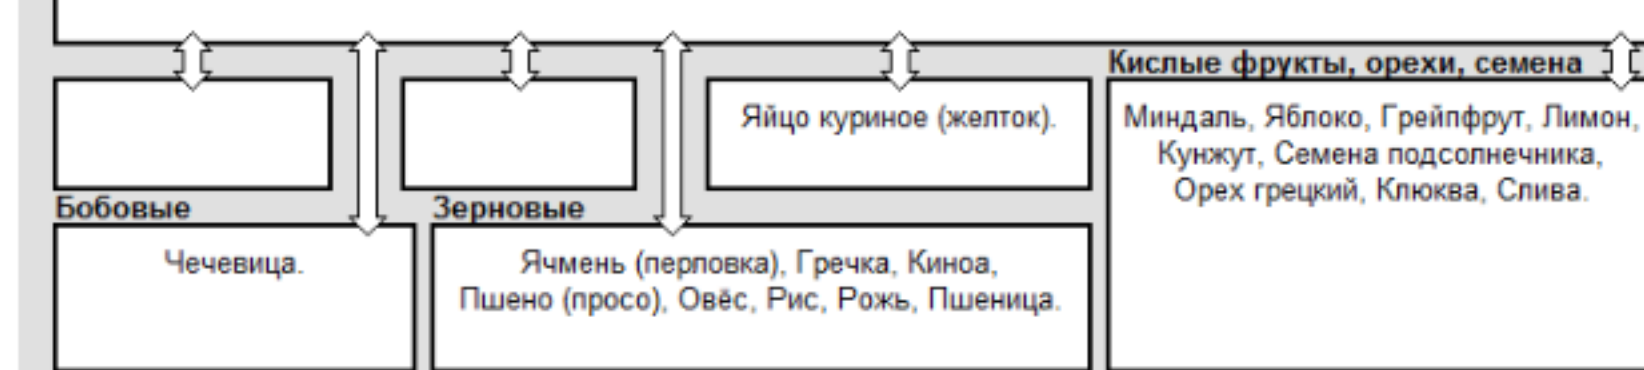 Кислые фрукты, орехи, семена
Яйцо куриное (желток).
Миндаль, Яблоко, Грейпфрут, Лимон,
Кунжут, Семена подсолнечника,
Орех грецкий, Клюква, Слива.
Бобовые
Зерновые
Чечевица.
Ячмень (перловка), Гречка, Киноа,
Пшено (просо), Овёс, Рис, Рожь, Пшеница.